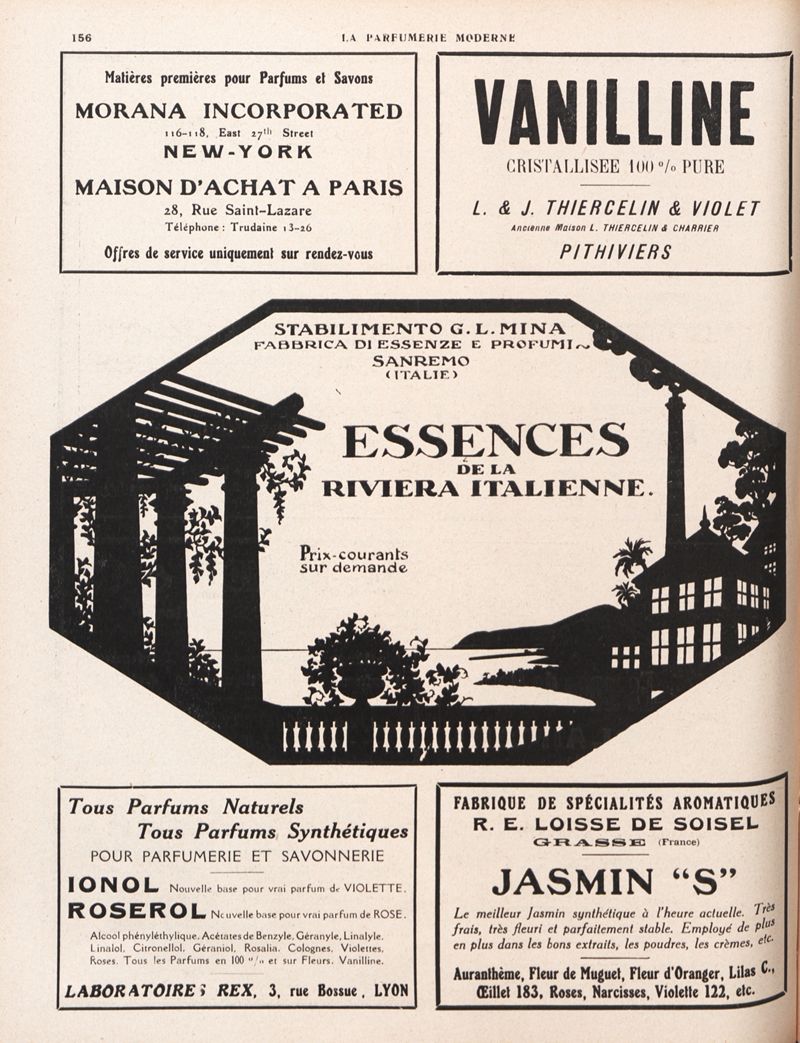 156
LA PARFUMERIE MODERNE
Matières premières pour Parfums et Savons
MORANA INCORPORATED
116-118, East 27th Street
NEW-YORK
MAISON D'ACHAT A PARIS
28, Rue Saint-Lazare
Téléphone : Trudaine 13-26
Offres de service uniquement sur rendez-vous
VANILLINE
CRISTALLISEE 100 % PURE
L. & J. THIERCELIN & VIOLET
Ancienne Maison L. THIERCELIN & CHARRIER
PITHIVIERS
STABILIMENTO G. L. MINA
FABBRICA DI ESSENZE E PROFUMI
SANREMO
(ITALIE)
ESSENCES
DE LA
RIVIERA ITALIENNE.
Prix-courants
sur demande
Tous Parfums Naturels
Tous Parfums Synthétiques
POUR PARFUMERIE ET SAVONNERIE
IONOL Nouvelle base pour vrai parfum de VIOLETTE.
ROSEROL Nouvelle base pour vrai parfum de ROSE.
Alcool phényléthylique. Acétates de Benzyle, Géranyle, Linalyle.
Linalol, Citronellol, Géraniol, Rosalia, Colognes, Violettes,
Roses. Tous les Parfums en 100 % et sur Fleurs. Vanilline.
LABORATOIRES REX, 3, rue Bossue, LYON
FABRIQUE DE SPÉCIALITÉS AROMATIQUES
R. E. LOISSE DE SOISEL
GRASSE (France)
JASMIN “S”
Le meilleur Jasmin synthétique à l'heure actuelle. Très
frais, très fleuri et parfaitement stable. Employé de plus
en plus dans les bons extraits, les poudres, les crèmes, etc.
Auranthème, Fleur de Muguet, Fleur d'Oranger, Lilas C.,
Œillet 183, Roses, Narcisses, Violette 122, etc.